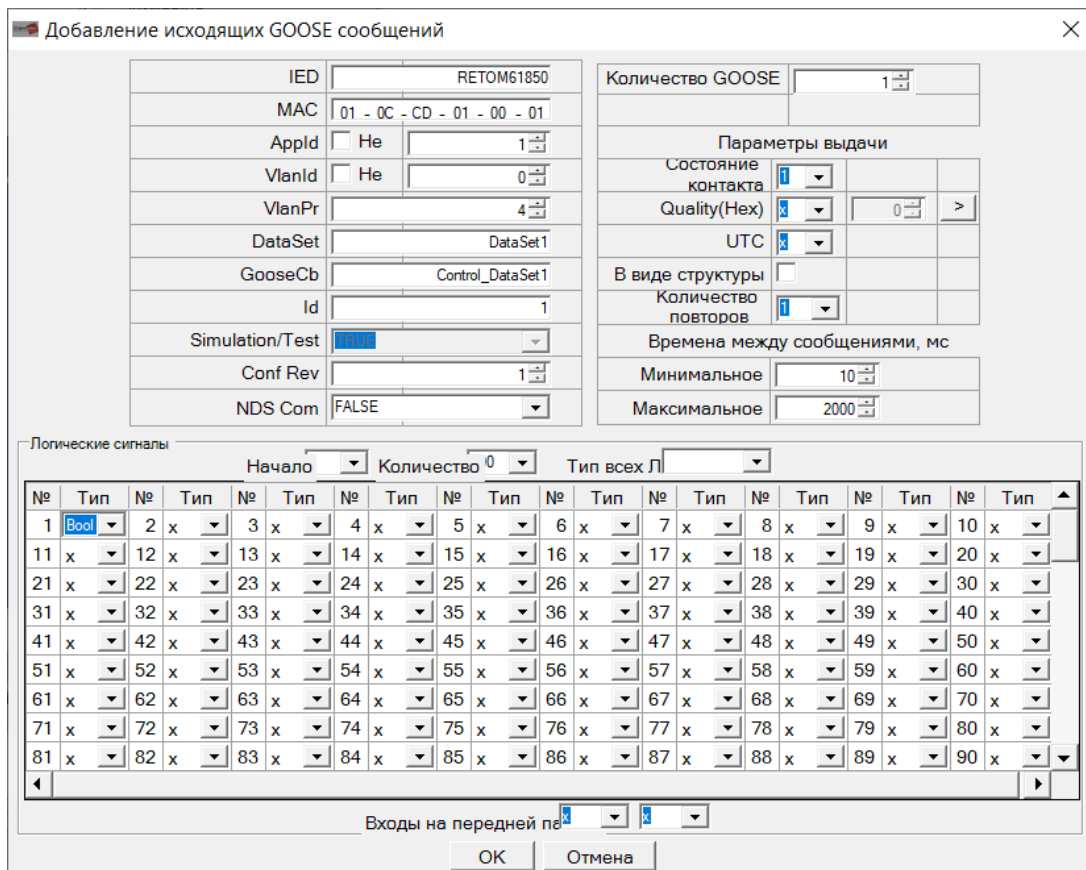 Добавление исходящих GOOSE сообщений
IED RETOM61850
MAC 01 - 0C - CD - 01 - 00 - 01
AppId Не 1
VlanId Не 0
VlanPr 4
DataSet DataSet1
GooseCb Control_DataSet1
Id 1
Simulation/Test TRUE
Conf Rev 1
NDS Com FALSE
Количество GOOSE 1
Параметры выдачи
Состояние
контакта 1
Quality(Hex) x 0 >
UTC x
В виде структуры
Количество
повторов 1
Времена между сообщениями, мс
Минимальное 10
Максимальное 2000
Логические сигналы
Начало Количество 0 Тип всех Л
№ Тип № Тип № Тип № Тип № Тип № Тип № Тип № Тип № Тип № Тип
1 Bool 2 x 3 x 4 x 5 x 6 x 7 x 8 x 9 x 10 x
11 x 12 x 13 x 14 x 15 x 16 x 17 x 18 x 19 x 20 x
21 x 22 x 23 x 24 x 25 x 26 x 27 x 28 x 29 x 30 x
31 x 32 x 33 x 34 x 35 x 36 x 37 x 38 x 39 x 40 x
41 x 42 x 43 x 44 x 45 x 46 x 47 x 48 x 49 x 50 x
51 x 52 x 53 x 54 x 55 x 56 x 57 x 58 x 59 x 60 x
61 x 62 x 63 x 64 x 65 x 66 x 67 x 68 x 69 x 70 x
71 x 72 x 73 x 74 x 75 x 76 x 77 x 78 x 79 x 80 x
81 x 82 x 83 x 84 x 85 x 86 x 87 x 88 x 89 x 90 x
Входы на передней па x x
OK Отмена